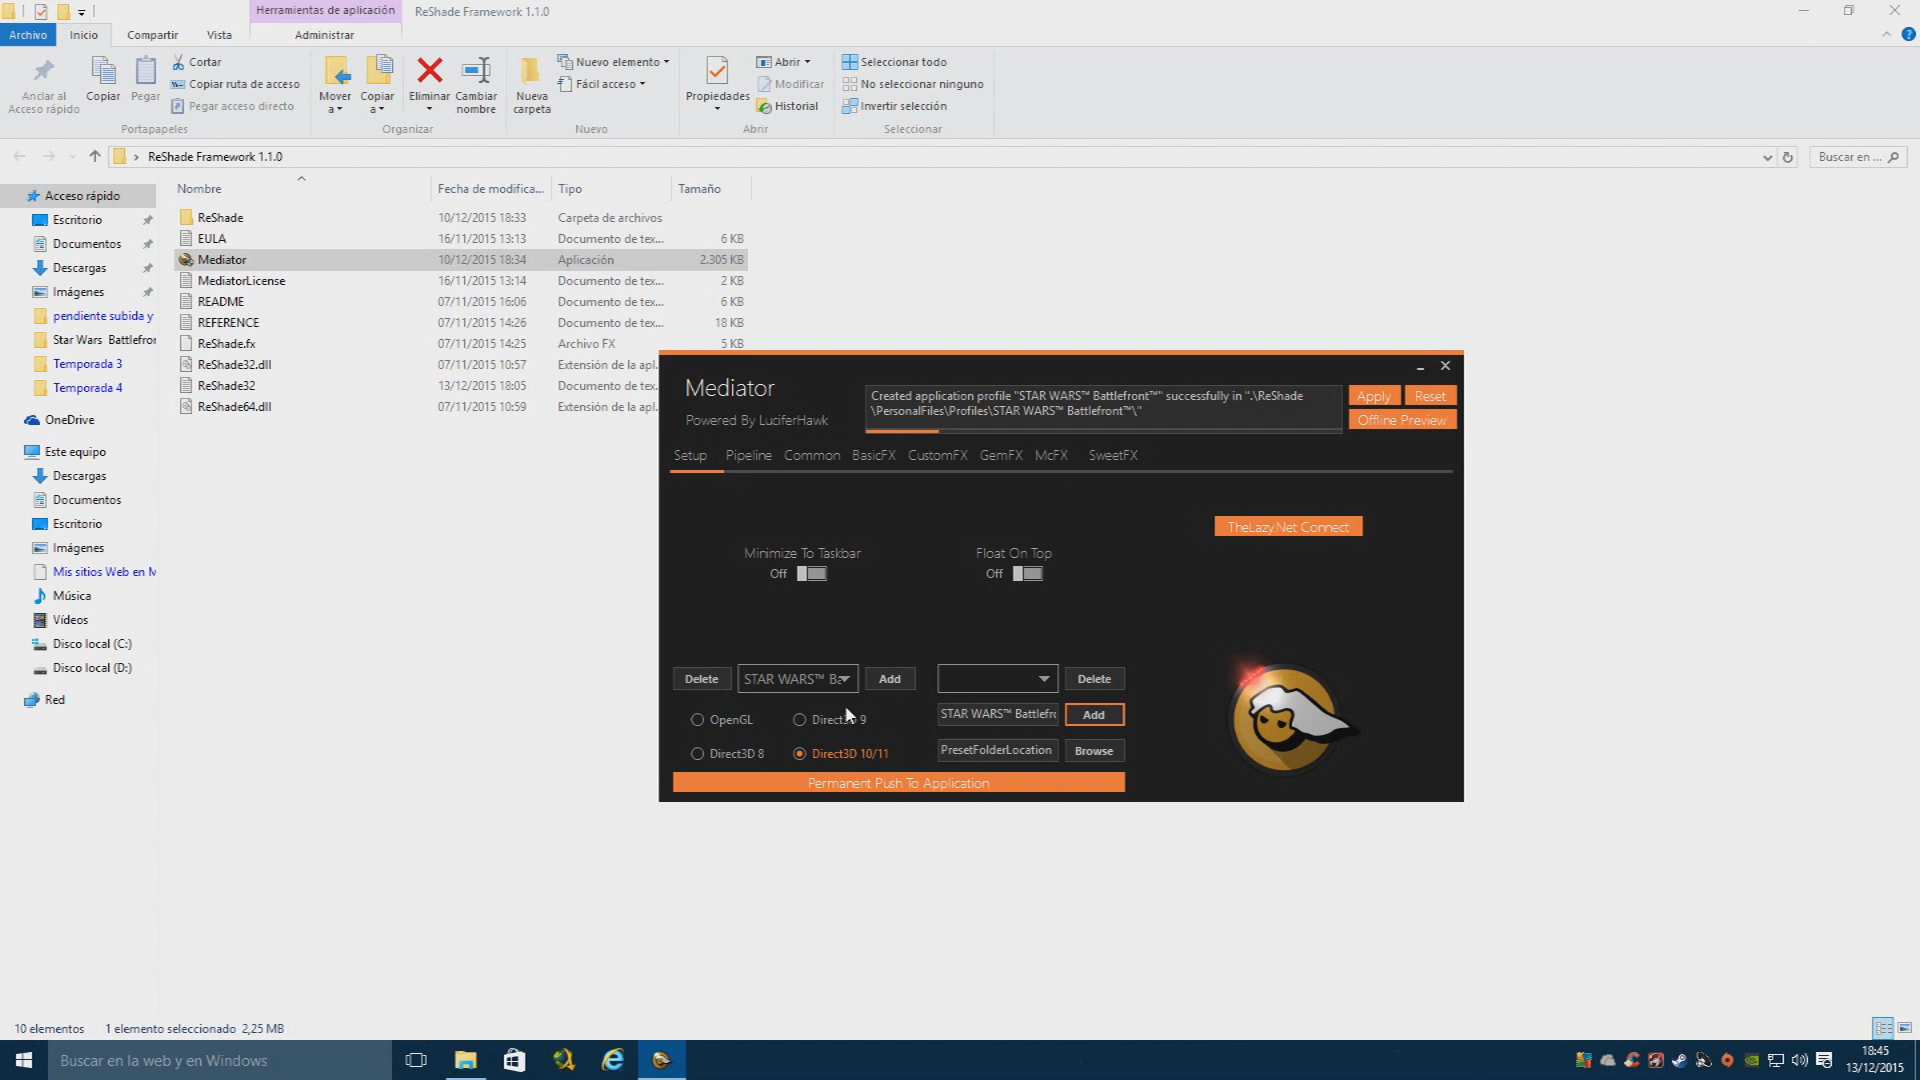 Herramientas de aplicación
ReShade Framework 1.1.0
Archivo
Inicio
Compartir
Vista
Administrar
Anclar al
Acceso rápido
Copiar
Pegar
Cortar
Copiar ruta de acceso
Pegar acceso directo
Portapapeles
Mover
a
Copiar
a
Eliminar
Cambiar
nombre
Organizar
Nueva
carpeta
Nuevo elemento
Fácil acceso
Nuevo
Propiedades
Abrir
Modificar
Historial
Abrir
Seleccionar todo
No seleccionar ninguno
Invertir selección
Seleccionar
ReShade Framework 1.1.0
Buscar en ...
Nombre
Fecha de modifica...
Tipo
Tamaño
ReShade 10/12/2015 18:33 Carpeta de archivos
EULA 16/11/2015 13:13 Documento de tex... 6 KB
Mediator 10/12/2015 18:34 Aplicación 2.305 KB
MediatorLicense 16/11/2015 13:14 Documento de tex... 2 KB
README 07/11/2015 16:06 Documento de tex... 6 KB
REFERENCE 07/11/2015 14:26 Documento de tex... 18 KB
ReShade.fx 07/11/2015 14:25 Archivo FX 5 KB
ReShade32.dll 07/11/2015 10:57 Extensión de la apl.
ReShade32 13/12/2015 18:05 Documento de tex..
ReShade64.dll 07/11/2015 10:59 Extensión de la apl.
Acceso rápido
Escritorio
Documentos
Descargas
Imágenes
pendiente subida y
Star Wars Battlefro
Temporada 3
Temporada 4
OneDrive
Este equipo
Descargas
Documentos
Escritorio
Imágenes
Mis sitios Web en M
Música
Vídeos
Disco local (C:)
Disco local (D:)
Red
Mediator
Powered By LuciferHawk
Created application profile "STAR WARS™ Battlefront™" successfully in ".\ReShade
\PersonalFiles\Profiles\STAR WARS™ Battlefront™\"
Apply
Reset
Offline Preview
Setup
Pipeline
Common
BasicFX
CustomFX
GemFX
McFX
SweetFX
TheLazy.Net Connect
Minimize To Taskbar
Off
Float On Top
Off
Delete
STAR WARS™ Ba
Add
Delete
OpenGL
Direct3D 9
STAR WARS™ Battlefr
Add
Direct3D 8
Direct3D 10/11
PresetFolderLocation
Browse
Permanent Push To Application
10 elementos
1 elemento seleccionado 2,25 MB
Buscar en la web y en Windows
18:45
13/12/2015